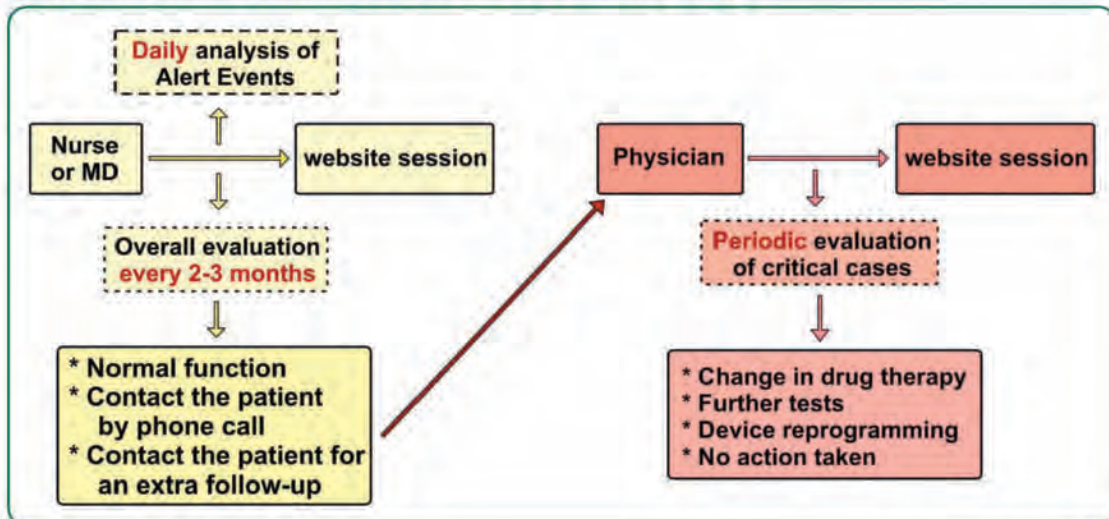 Daily analysis of
Alert Events
Nurse
or MD
website session
Overall evaluation
every 2-3 months
* Normal function
* Contact the patient
by phone call
* Contact the patient for
an extra follow-up
Physician
website session
Periodic evaluation
of critical cases
* Change in drug therapy
* Further tests
* Device reprogramming
* No action taken